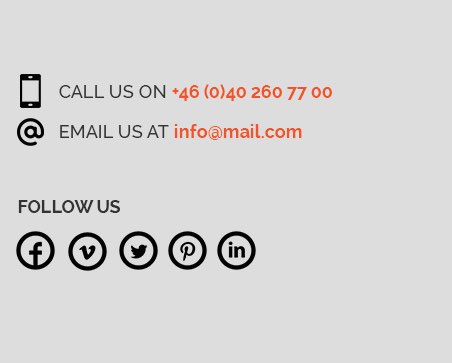 CALL US ON +46 (0)40 260 77 00
@ EMAIL US AT info@mail.com
FOLLOW US